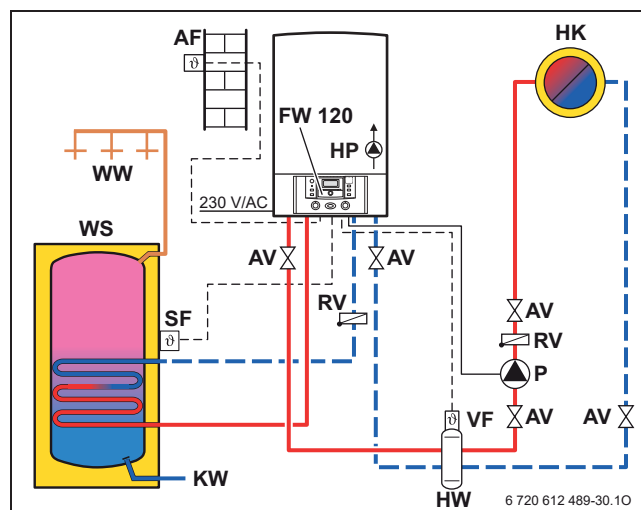 AF
HK
FW 120
HP
WW
230 V/AC
WS
AV
AV
SF
RV
AV
RV
P
VF
AV
AV
KW
HW
6 720 612 489-30.1O
ϑ
ϑ
ϑ